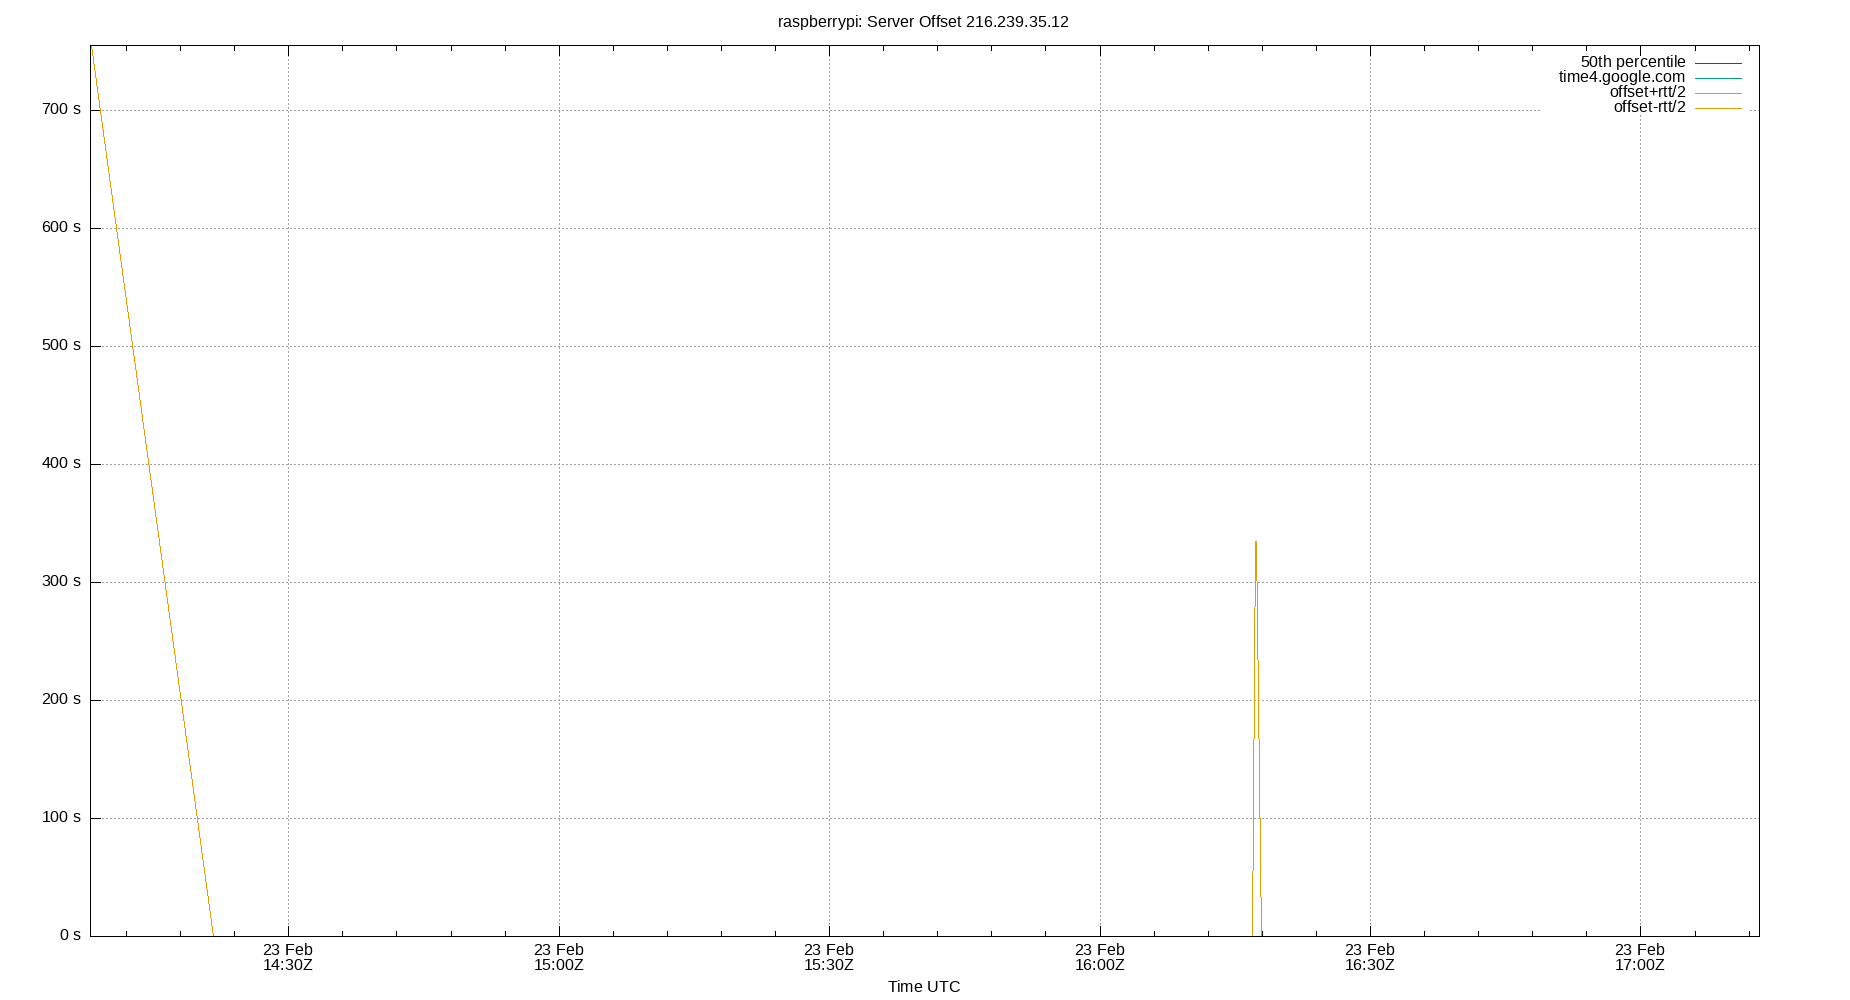 raspberrypi: Server Offset 216.239.35.12
50th percentile
time4.google.com
offset+rtt/2
offset-rtt/2
700 s
600 s
500 s
400 s
300 s
200 s
100 s
0 s
23 Feb 23 Feb 23 Feb 23 Feb 23 Feb 23 Feb
14:30Z 15:00Z 15:30Z 16:00Z 16:30Z 17:00Z
Time UTC